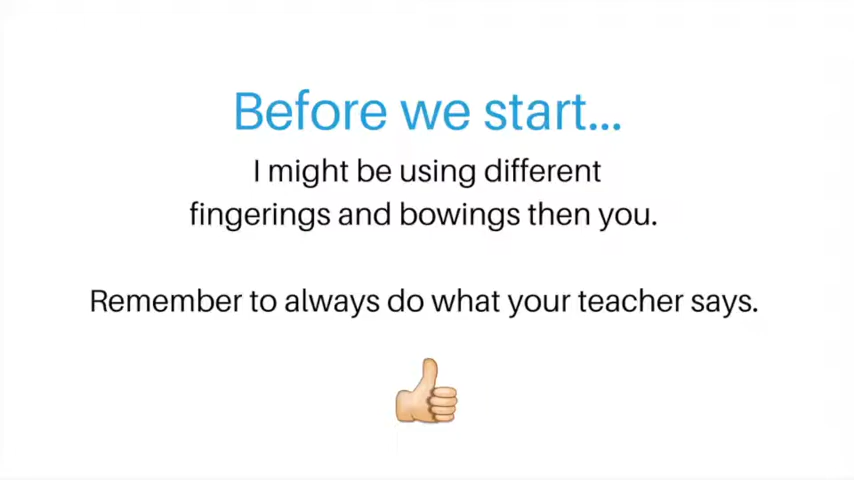 Before we start...
I might be using different
fingerings and bowings then you.
Remember to always do what your teacher says.